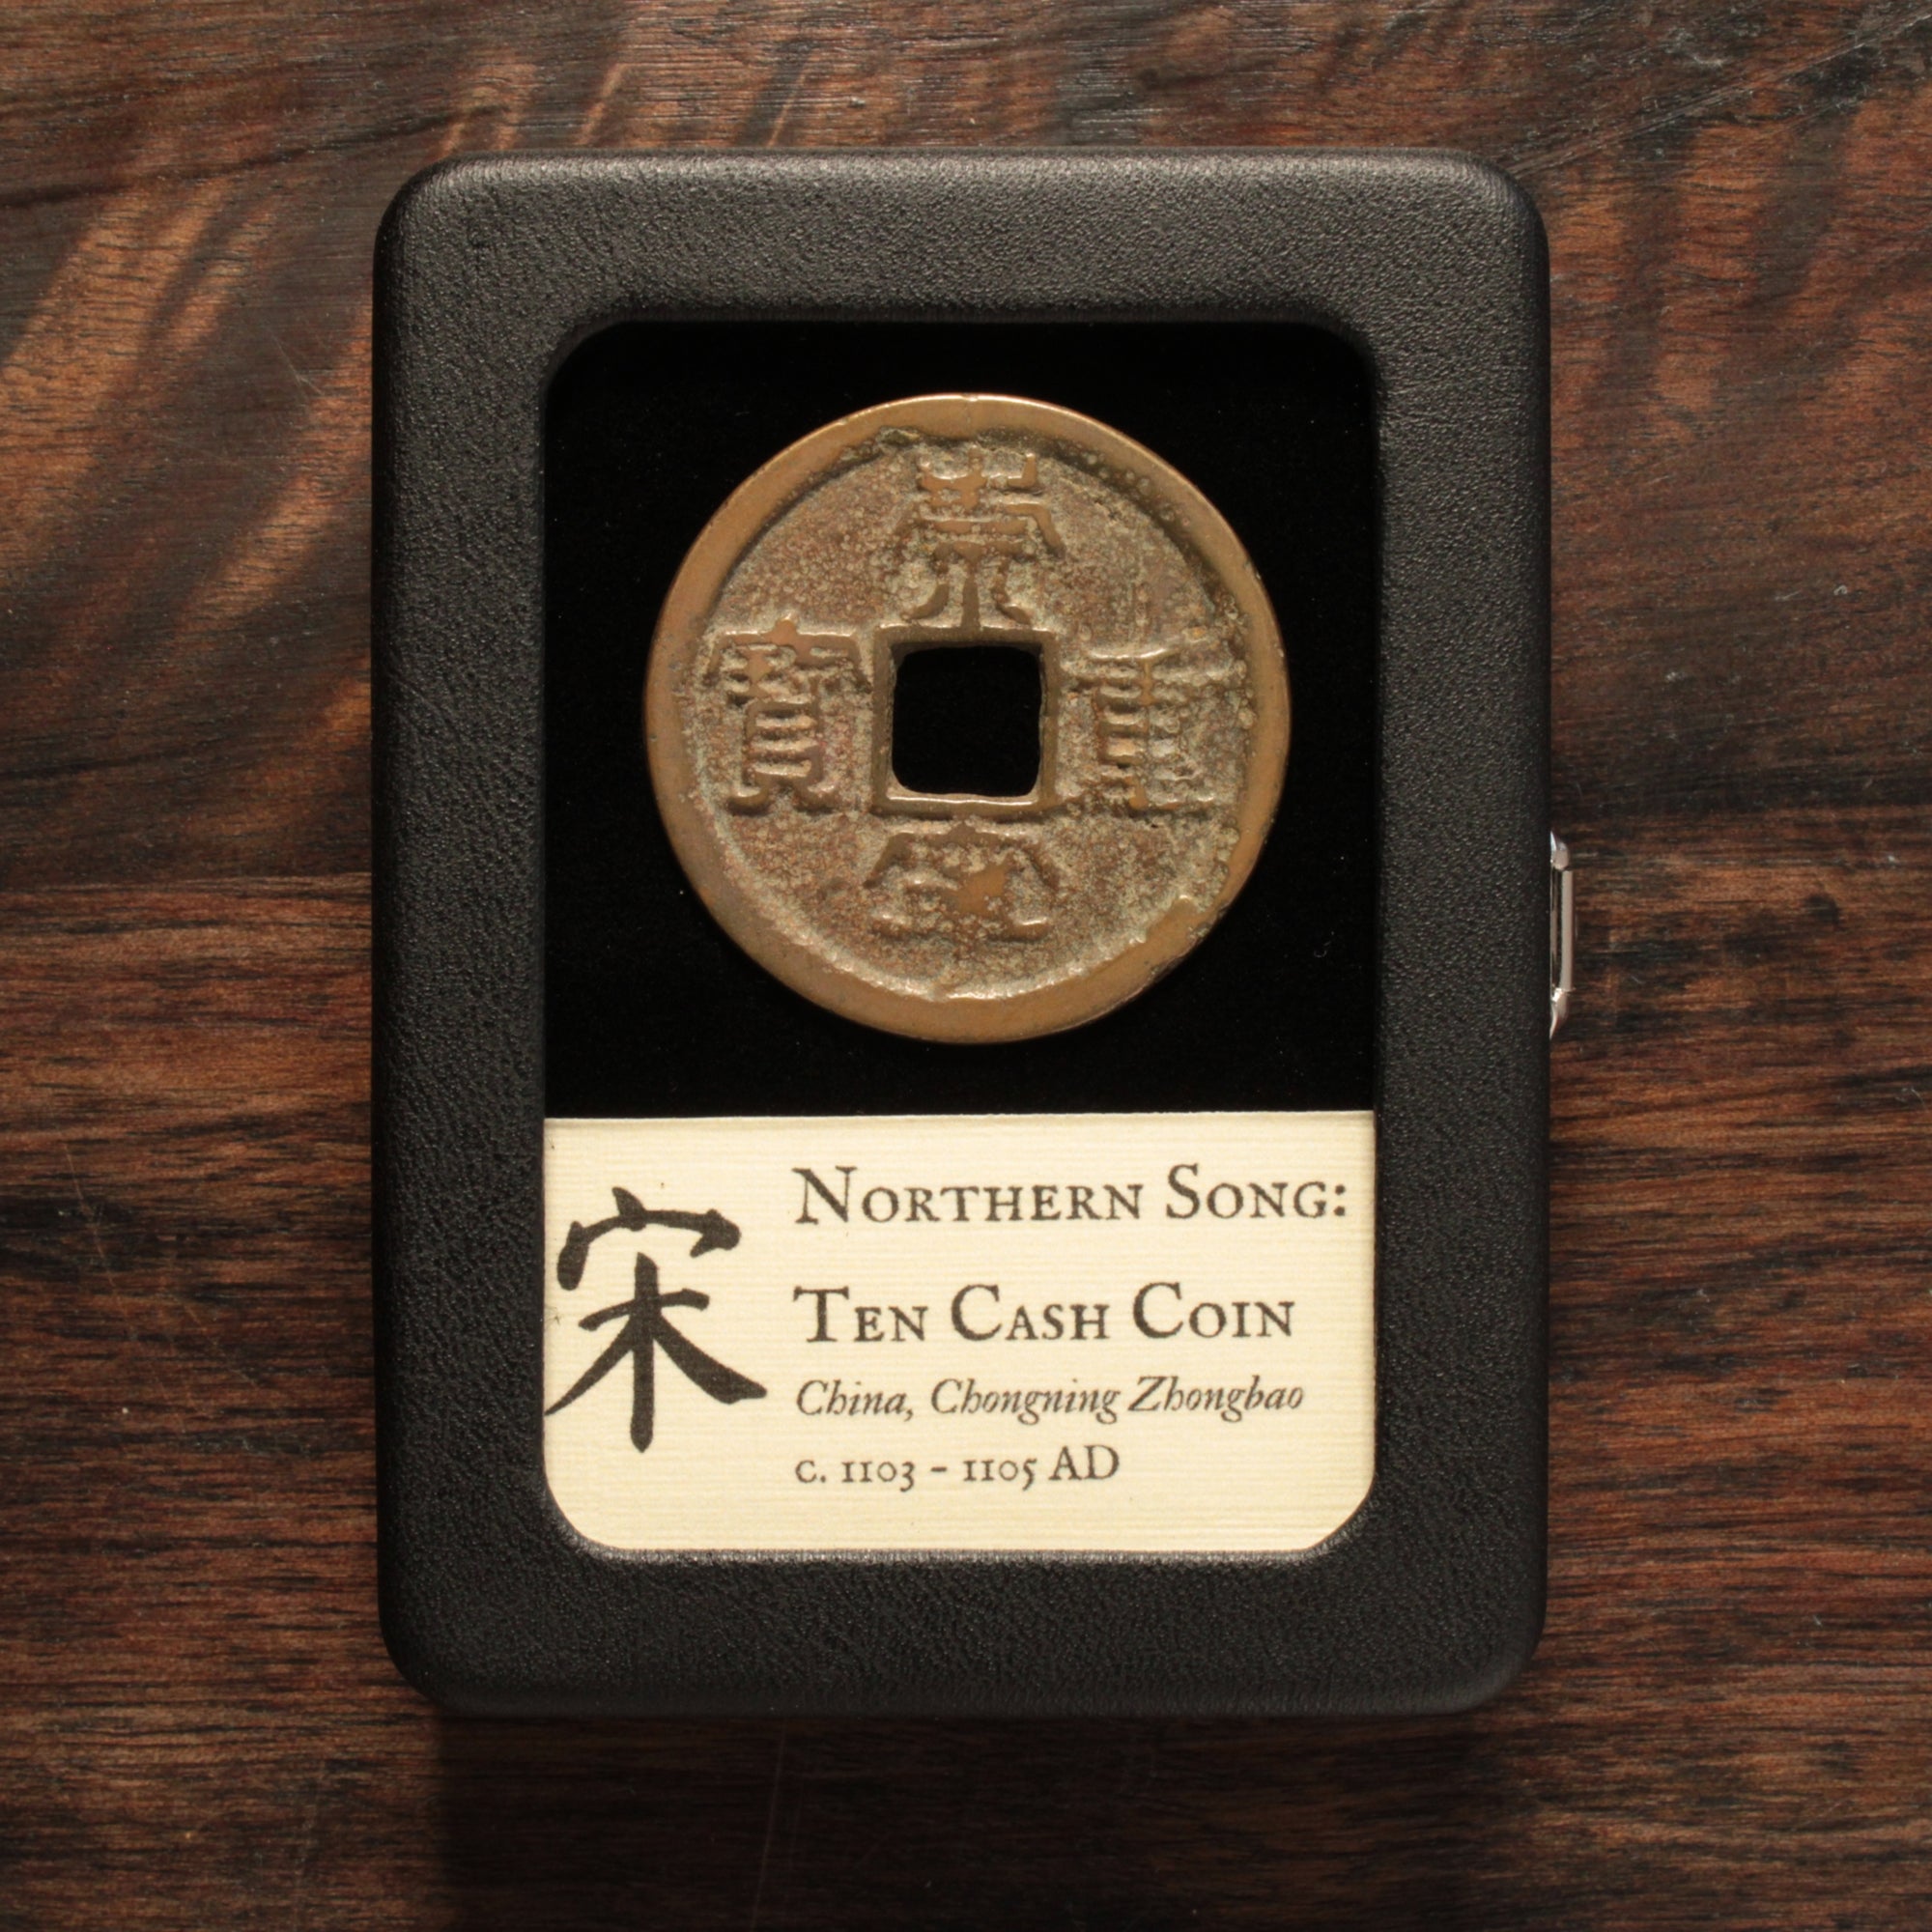 崇
寶 重
寧
宋
Northern Song:
Ten Cash Coin
China, Chongning Zhongbao
c. 1103 - 1105 AD